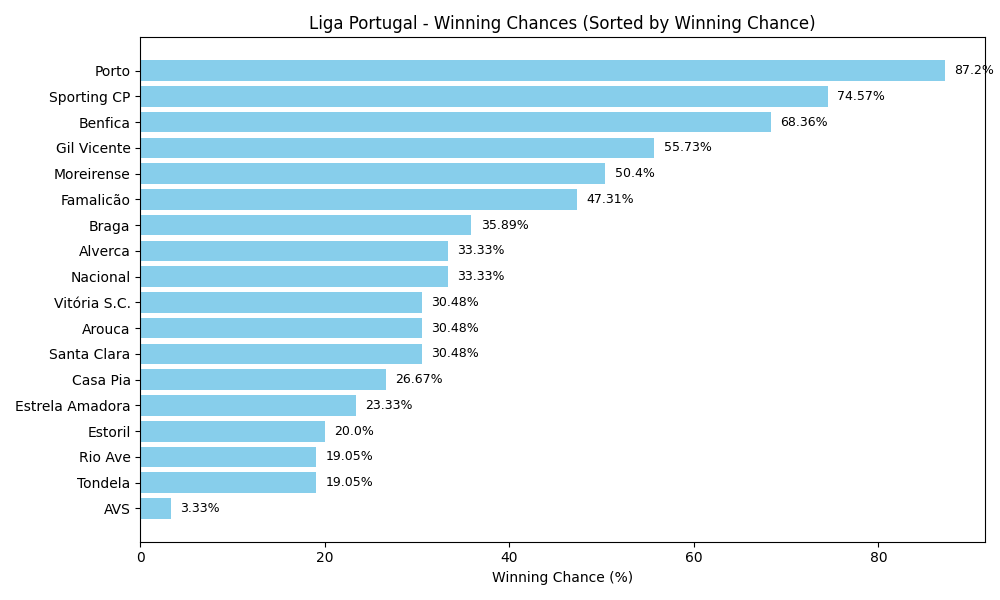 Liga Portugal - Winning Chances (Sorted by Winning Chance)
Porto 87.2%
Sporting CP 74.57%
Benfica 68.36%
Gil Vicente 55.73%
Moreirense 50.4%
Famalicão 47.31%
Braga 35.89%
Alverca 33.33%
Nacional 33.33%
Vitória S.C. 30.48%
Arouca 30.48%
Santa Clara 30.48%
Casa Pia 26.67%
Estrela Amadora 23.33%
Estoril 20.0%
Rio Ave 19.05%
Tondela 19.05%
AVS 3.33%
0 20 40 60 80
Winning Chance (%)